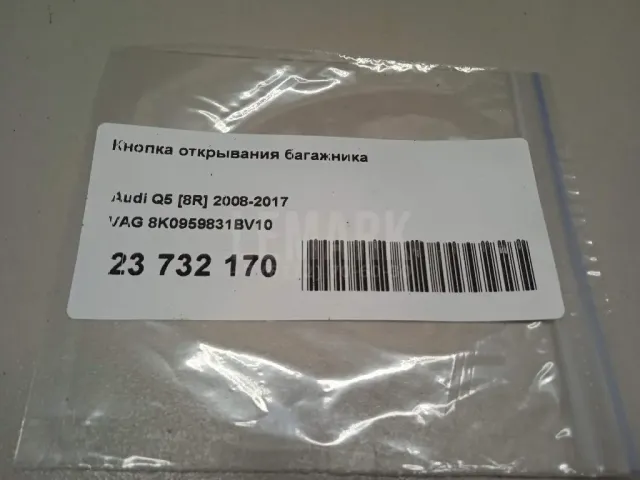 Кнопка открывания багажника
Audi Q5 [8R] 2008-2017
VAG 8K0959831BV10
23 732 170